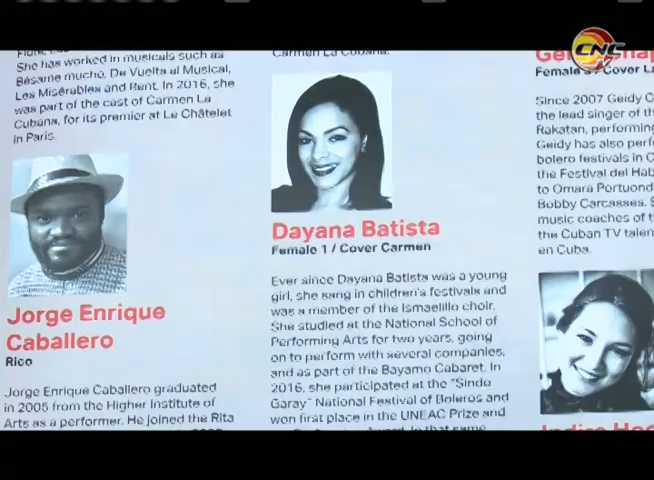 She has worked in musicals such as
Bésame mucho, De Vuelta al Musical,
Les Misérables and Rent. In 2016, she
was part of the cast of Carmen La
Cubana, for its premier at Le Châtelet
in Paris.
Jorge Enrique
Caballero
Rico
Jorge Enrique Caballero graduated
in 2005 from the Higher Institute of
Arts as a performer. He joined the Rita
Carmen La Cubana.
Dayana Batista
Female 1 / Cover Carmen
Ever since Dayana Batista was a young
girl, she sang in children's festivals and
was a member of the Ismaelillo choir.
She studied at the National School of
Performing Arts for two years, going
on to perform with several companies,
and as part of the Bayamo Cabaret. In
2016, she participated at the "Sindo
Garay" National Festival of Boleros and
won first place in the UNEAC Prize and
In that same
CNC
Female
Cover La
Since 2007 Geidy C
the lead singer of th
Rakatan, performing
Geidy has also perf
bolero festivals in C
the Festival del Hab
to Omara Portuond
Bobby Carcasses. S
music coaches of t
the Cuban TV talen
en Cuba.